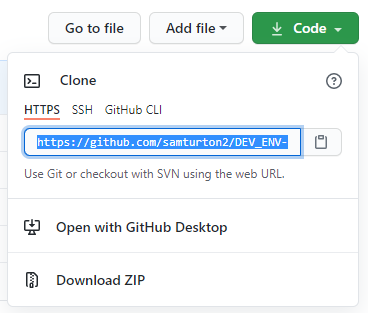 Go to file
Add file
Code
Clone
HTTPS SSH GitHub CLI
https://github.com/samturton2/DEV_ENV-
Use Git or checkout with SVN using the web URL.
Open with GitHub Desktop
Download ZIP